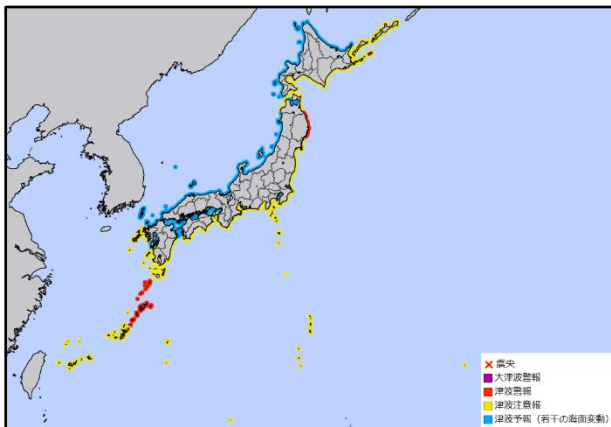 震央
大津波警報
津波警報
津波注意報
津波予報（若干の海面変動）